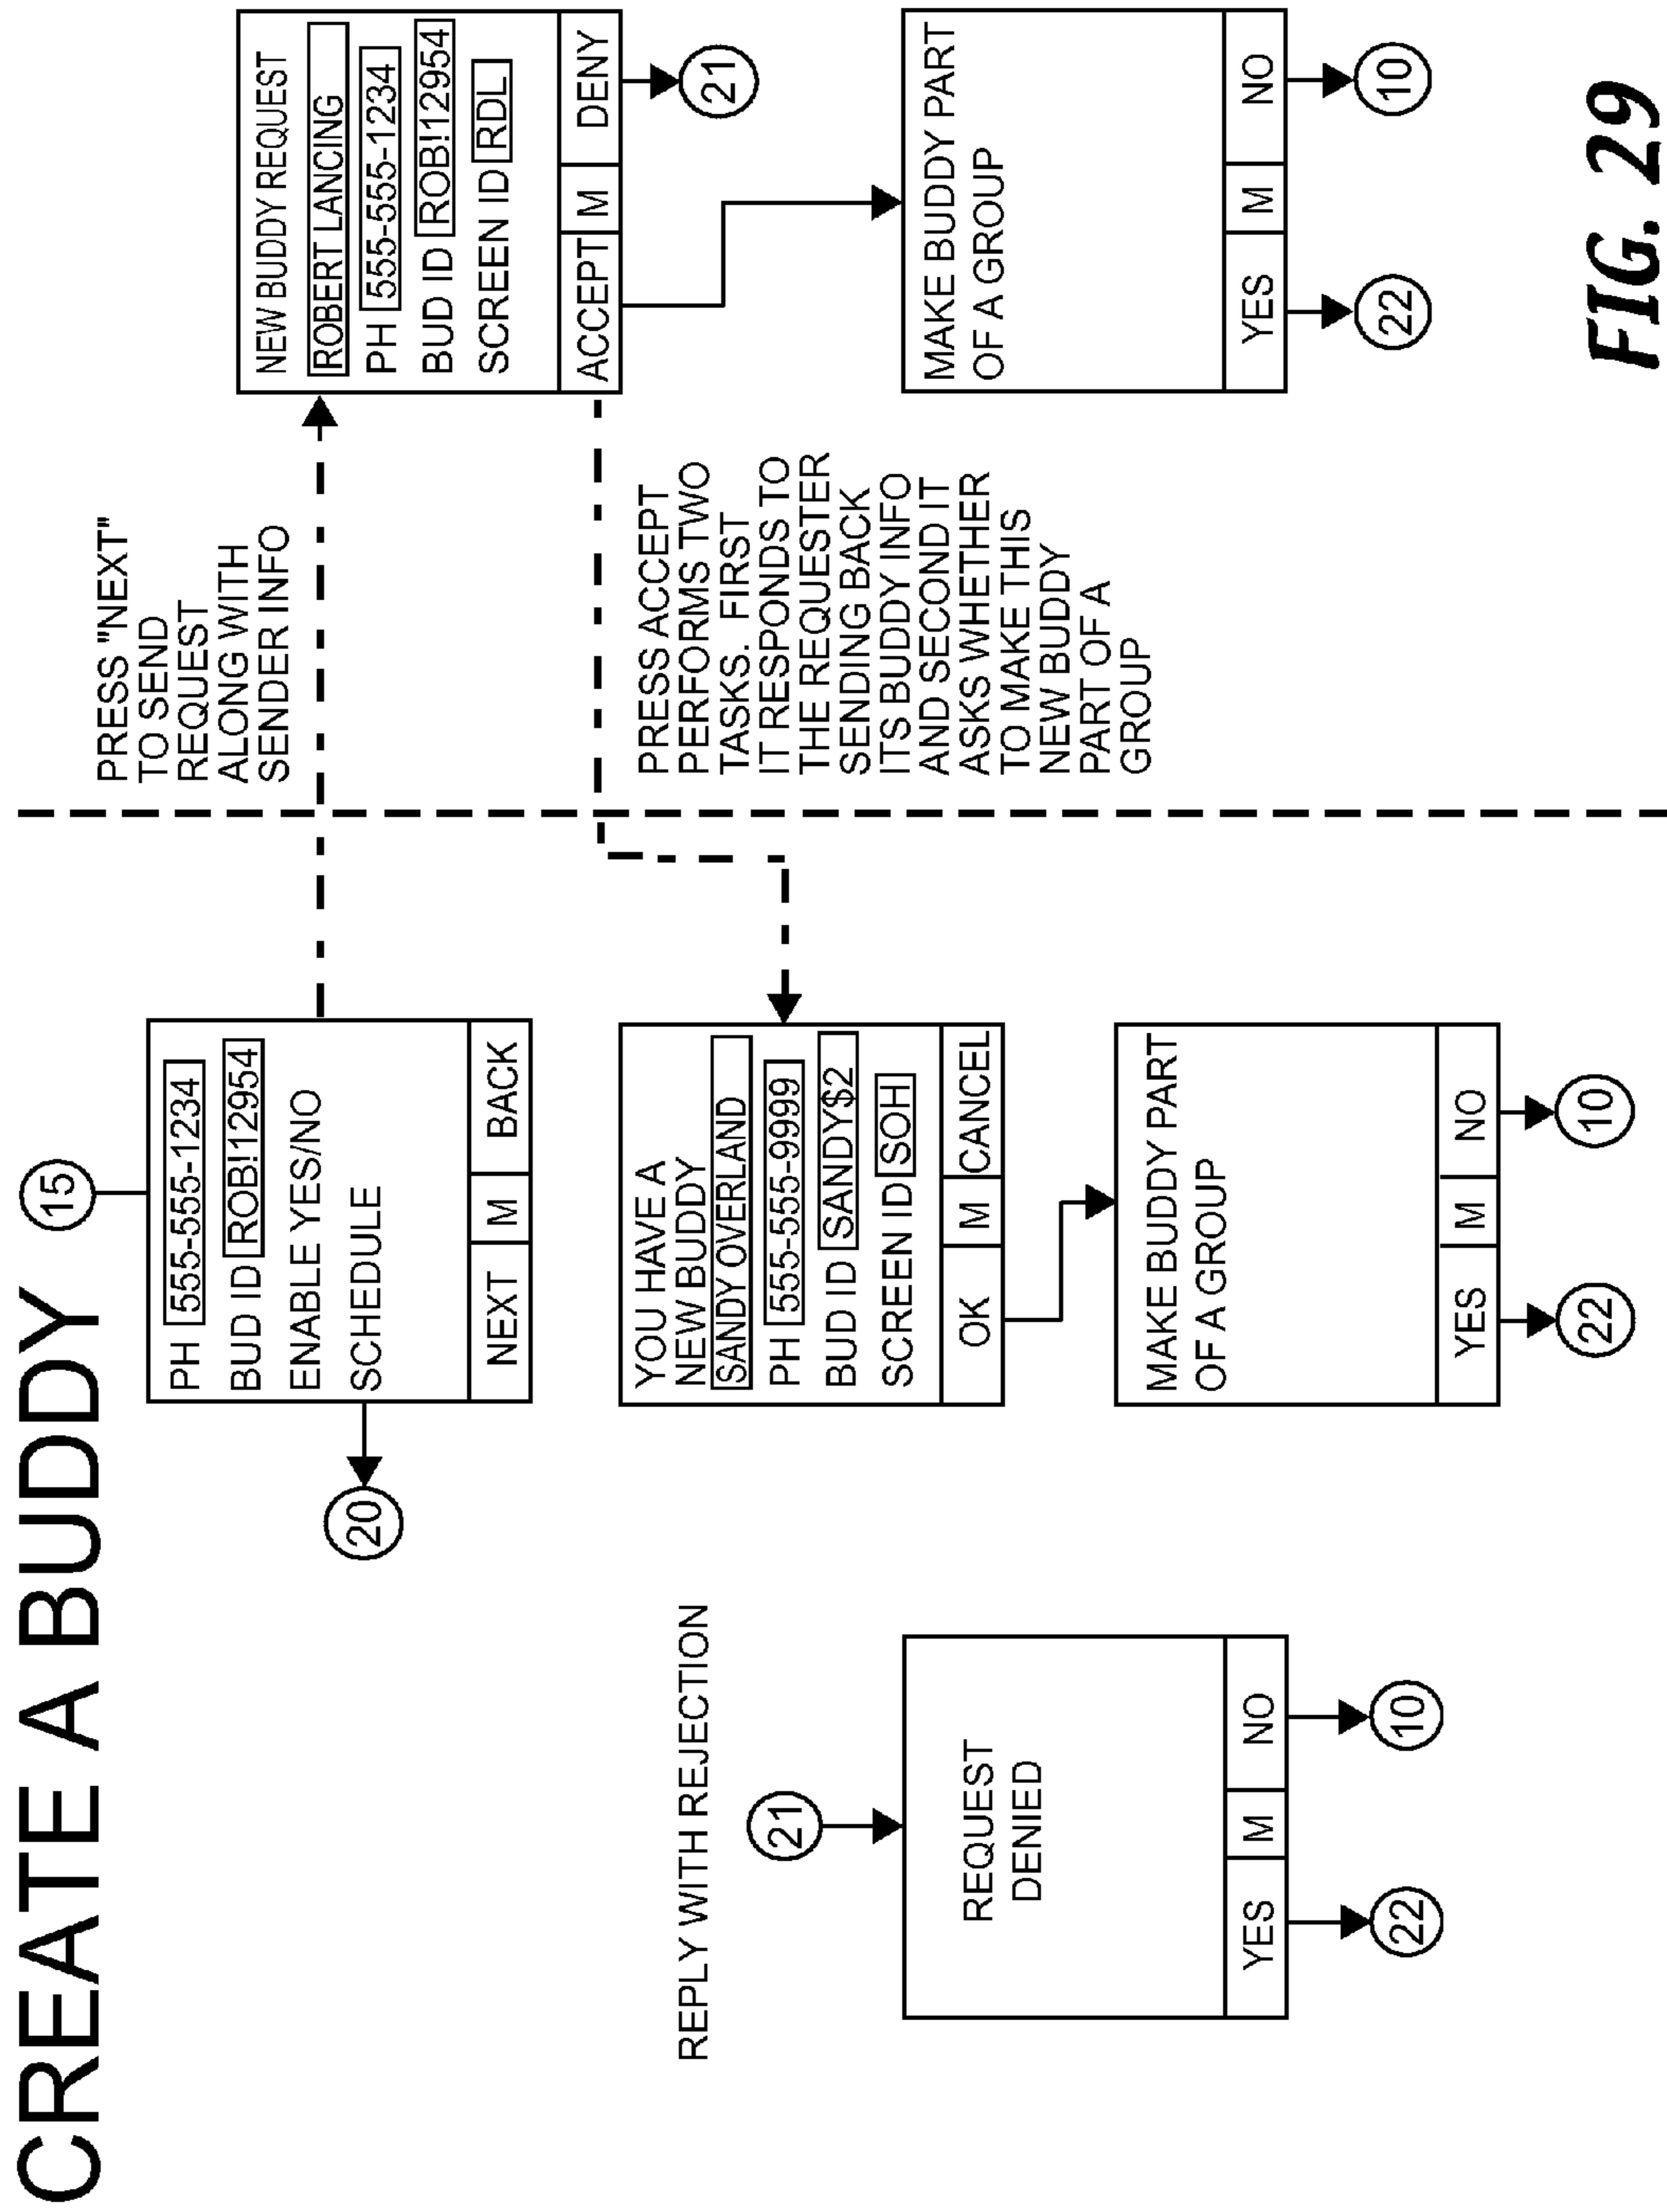 CREATE A BUDDY
15
PH 555-555-1234
BUD ID ROB!12954
ENABLE YES/NO
SCHEDULE
NEXT M BACK
20
PRESS "NEXT"
TO SEND
REQUEST
ALONG WITH
SENDER INFO
NEW BUDDY REQUEST
ROBERT LANCING
PH 555-555-1234
BUD ID ROB!12954
SCREEN ID RDL
ACCEPT M DENY
21
PRESS ACCEPT
PERFORMS TWO
TASKS. FIRST
IT RESPONDS TO
THE REQUESTER
SENDING BACK
ITS BUDDY INFO
AND SECOND IT
ASKS WHETHER
TO MAKE THIS
NEW BUDDY
PART OF A
GROUP
MAKE BUDDY PART
OF A GROUP
YES M NO
22 10
YOU HAVE A
NEW BUDDY
SANDY OVERLAND
PH 555-555-9999
BUD ID SANDY$2
SCREEN ID SOH
OK M CANCEL
MAKE BUDDY PART
OF A GROUP
YES M NO
22 10
REPLY WITH REJECTION
21
REQUEST
DENIED
YES M NO
22 10
FIG. 29